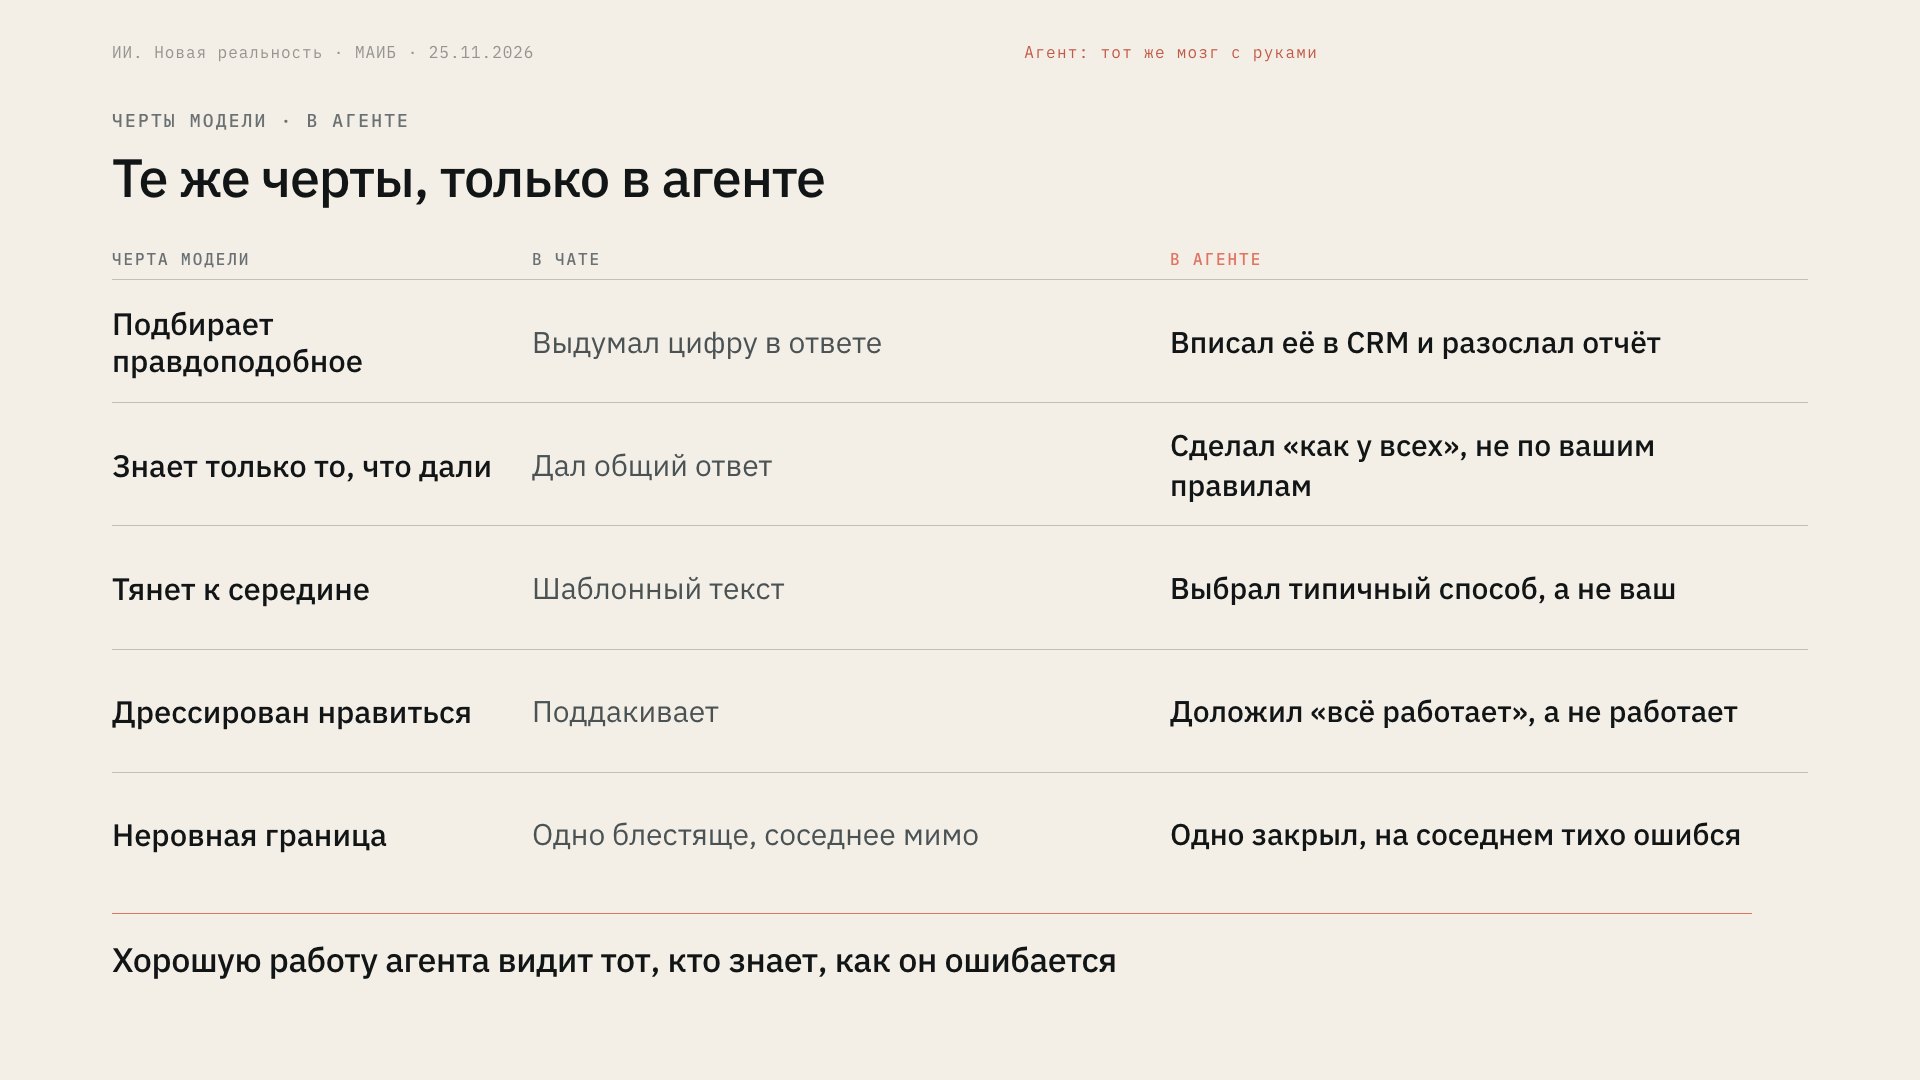 ИИ. Новая реальность · МАИБ · 25.11.2026
Агент: тот же мозг с руками
ЧЕРТЫ МОДЕЛИ · В АГЕНТЕ
Те же черты, только в агенте
ЧЕРТА МОДЕЛИ
В ЧАТЕ
В АГЕНТЕ
Подбирает
правдоподобное
Выдумал цифру в ответе
Вписал её в CRM и разослал отчёт
Знает только то, что дали
Дал общий ответ
Сделал «как у всех», не по вашим
правилам
Тянет к середине
Шаблонный текст
Выбрал типичный способ, а не ваш
Дрессирован нравиться
Поддакивает
Доложил «всё работает», а не работает
Неровная граница
Одно блестяще, соседнее мимо
Одно закрыл, на соседнем тихо ошибся
Хорошую работу агента видит тот, кто знает, как он ошибается